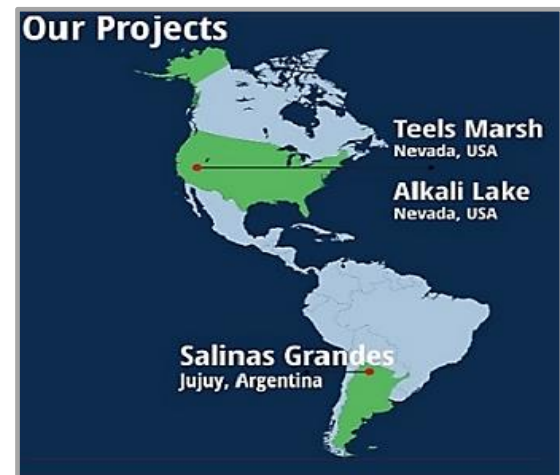 Our Projects
Teels Marsh
Nevada, USA
Alkali Lake
Nevada, USA
Salinas Grandes
Jujuy, Argentina